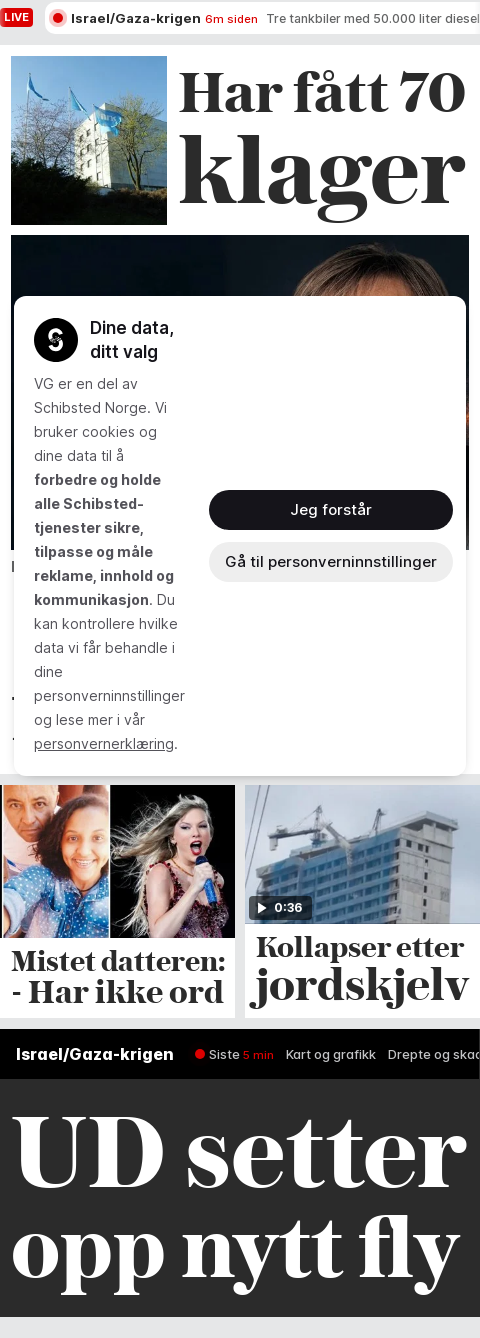 LIVE
Israel/Gaza-krigen 6m siden Tre tankbiler med 50.000 liter diesel
Har fått 70
klager
Dine data,
ditt valg
VG er en del av
Schibsted Norge. Vi
bruker cookies og
dine data til å
forbedre og holde
alle Schibsted-
tjenester sikre,
tilpasse og måle
reklame, innhold og
kommunikasjon. Du
kan kontrollere hvilke
data vi får behandle i
dine
personverninnstillinger
og lese mer i vår
personvernerklæring.
Jeg forstår
Gå til personverninnstillinger
Mistet datteren:
- Har ikke ord
0:36
Kollapser etter
jordskjelv
Israel/Gaza-krigen
Siste 5 min Kart og grafikk Drepte og skad
UD setter
opp nytt fly